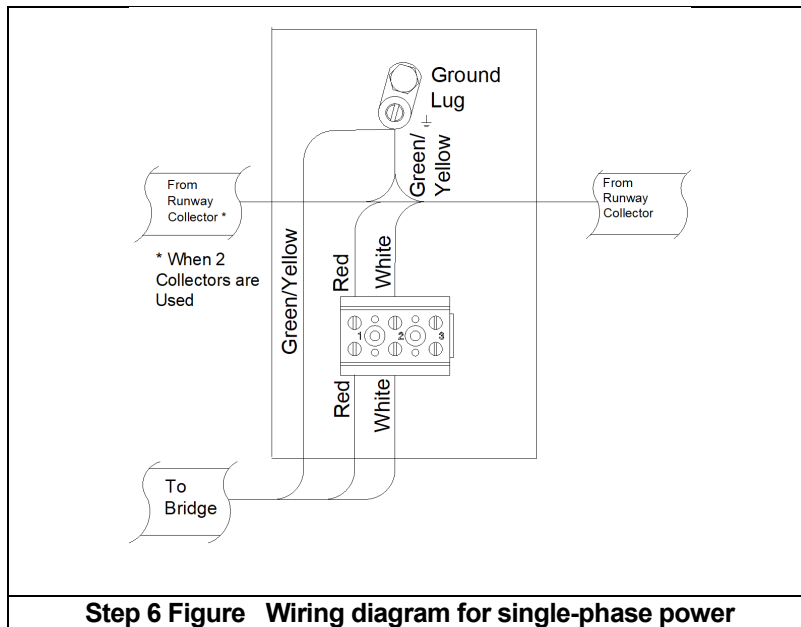 Ground
Lug
Green/
Yellow
From
Runway
Collector *
From
Runway
Collector
* When 2
Collectors are
Used
Green/Yellow
Red
White
1 2 3
Red
White
To
Bridge
Step 6 Figure Wiring diagram for single-phase power